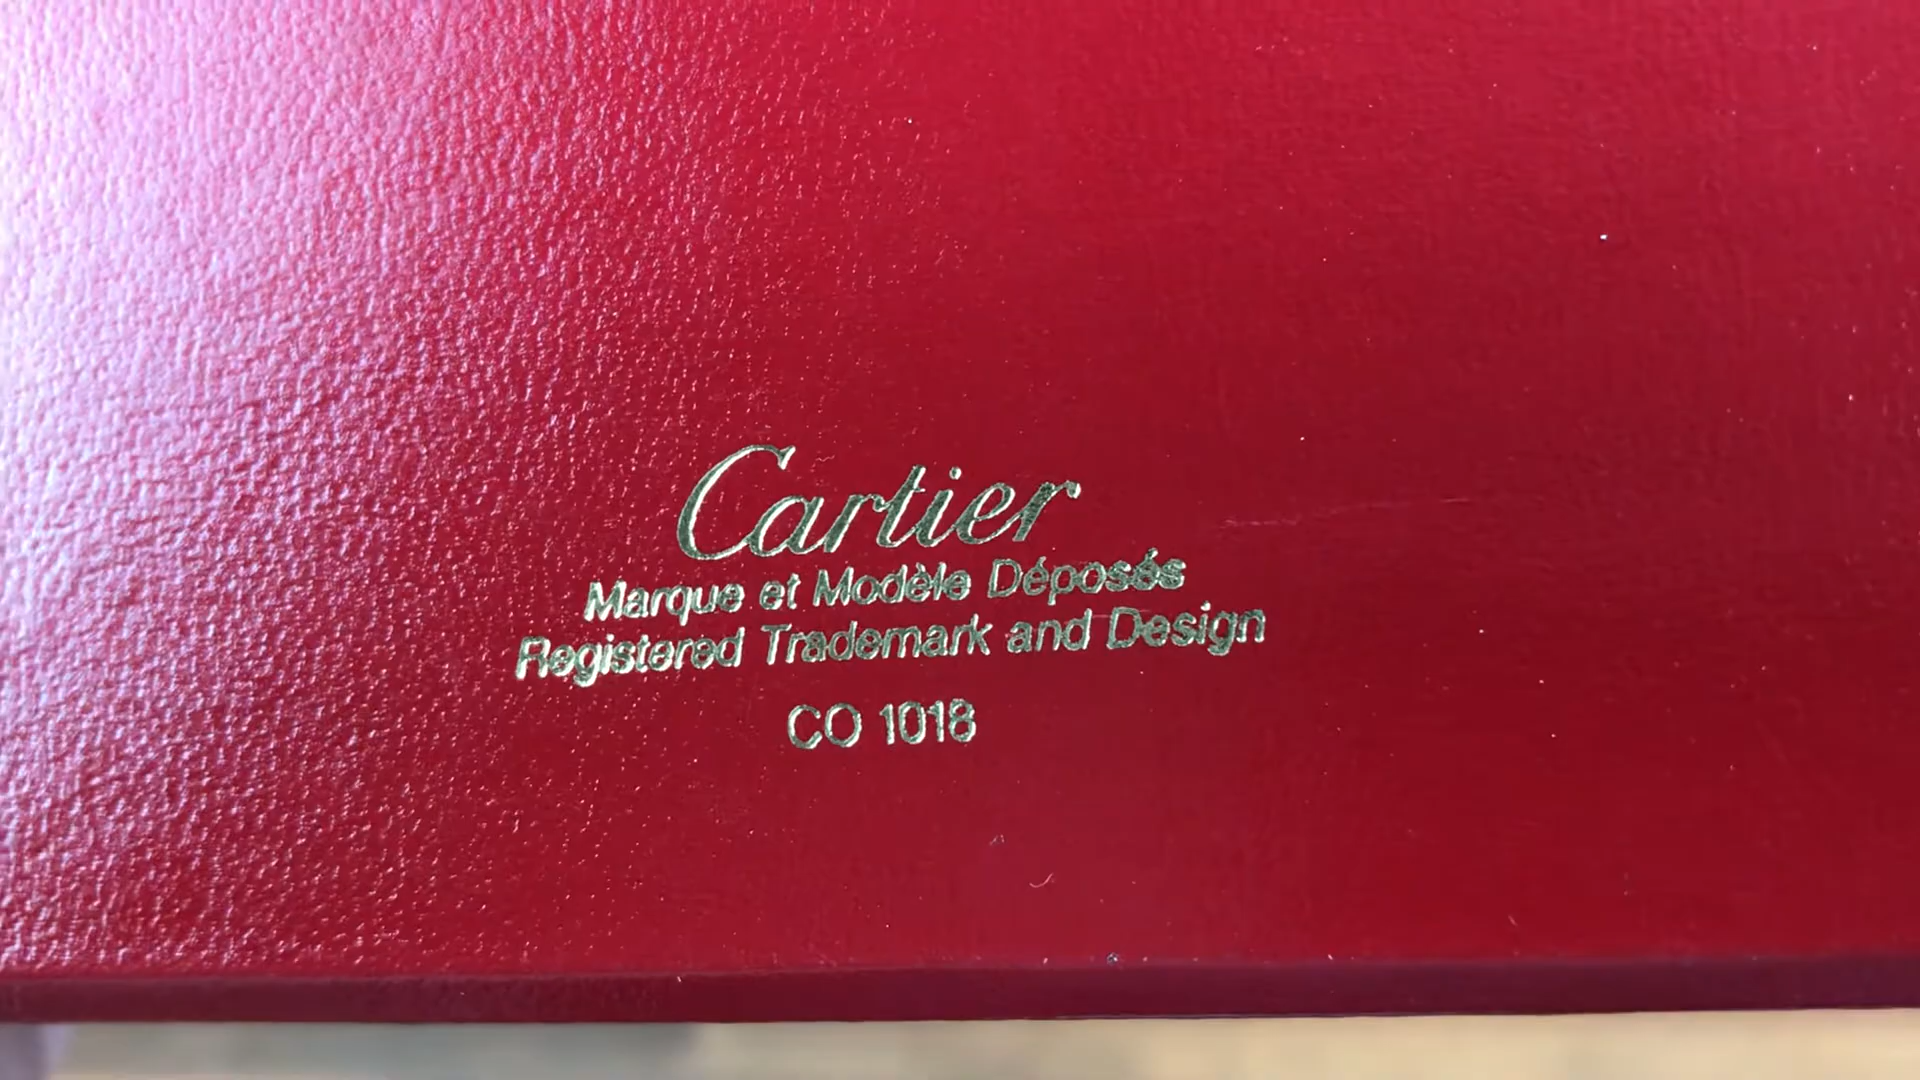 Cartier
Marque et Modèle Déposés
Registered Trademark and Design
CO 1018